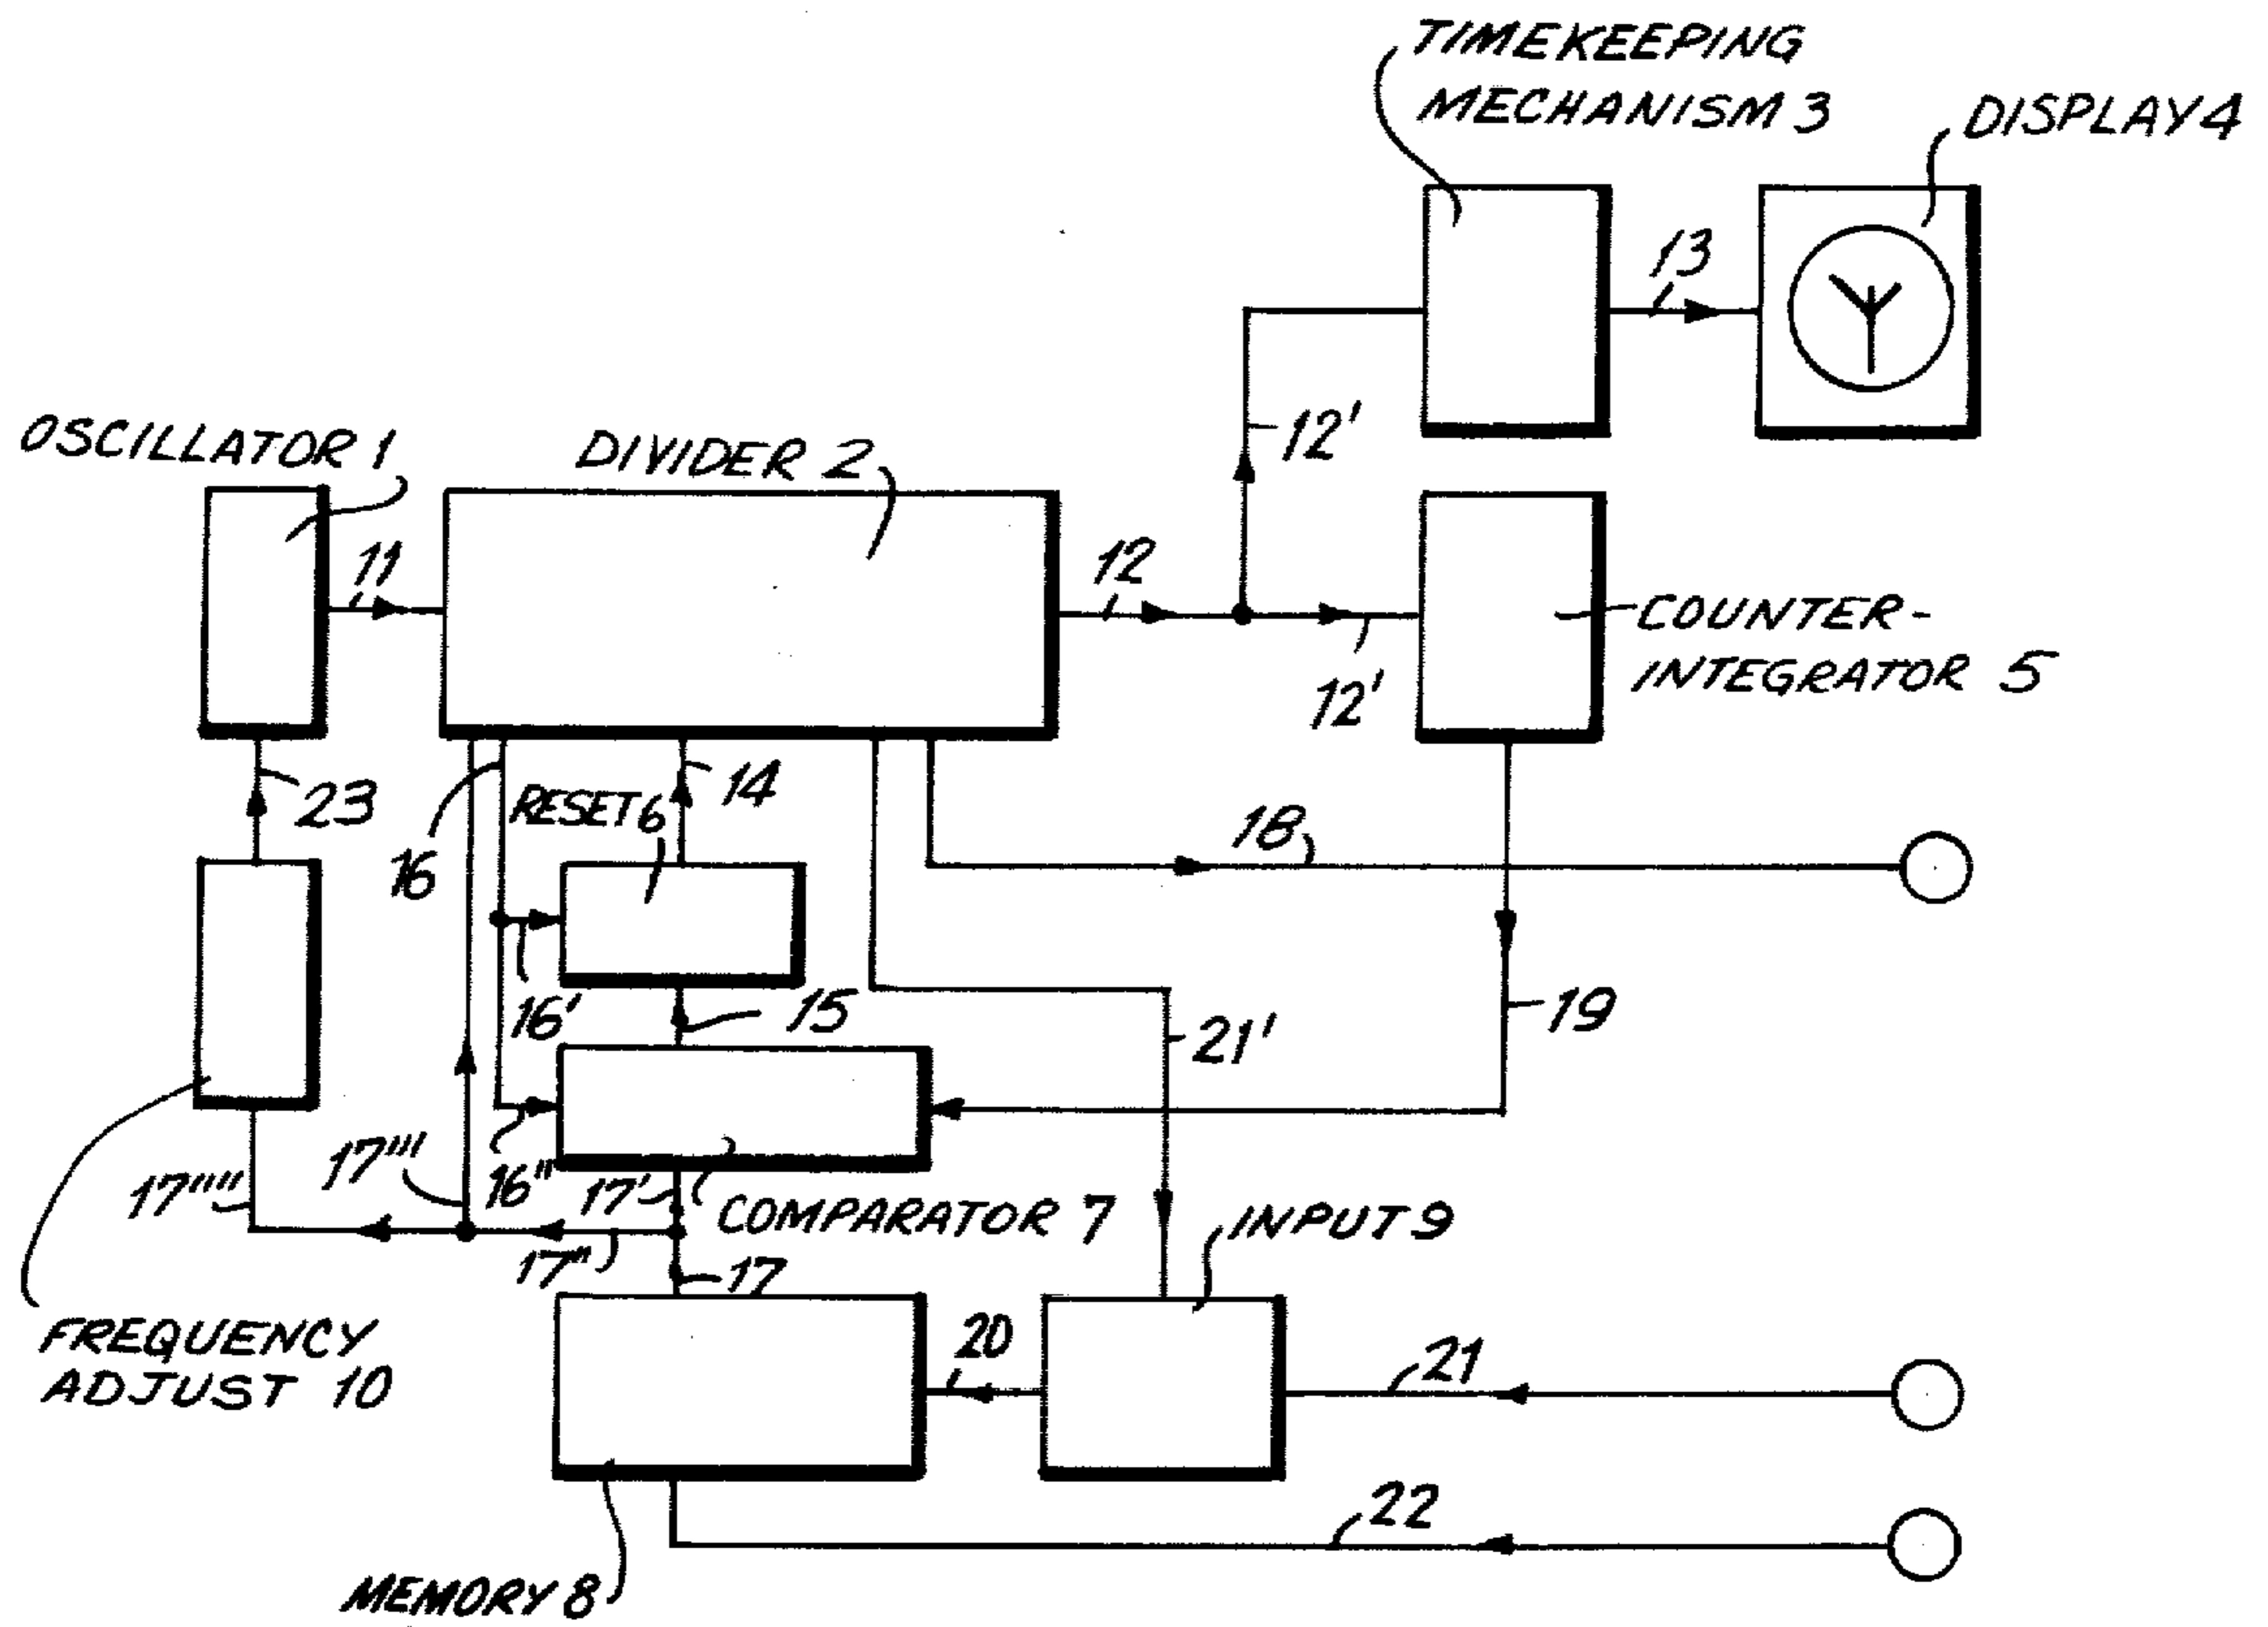 TIMEKEEPING
MECHANISM 3
DISPLAY 4
13
12'
OSCILLATOR 1
DIVIDER 2
11
12
COUNTER-
INTEGRATOR 5
12'
23
RESET 6
14
16
18
16'
15
21'
19
17''''
17'''
16"
17'
COMPARATOR 7
INPUT 9
17"
17
FREQUENCY
ADJUST 10
20
21
22
MEMORY 8